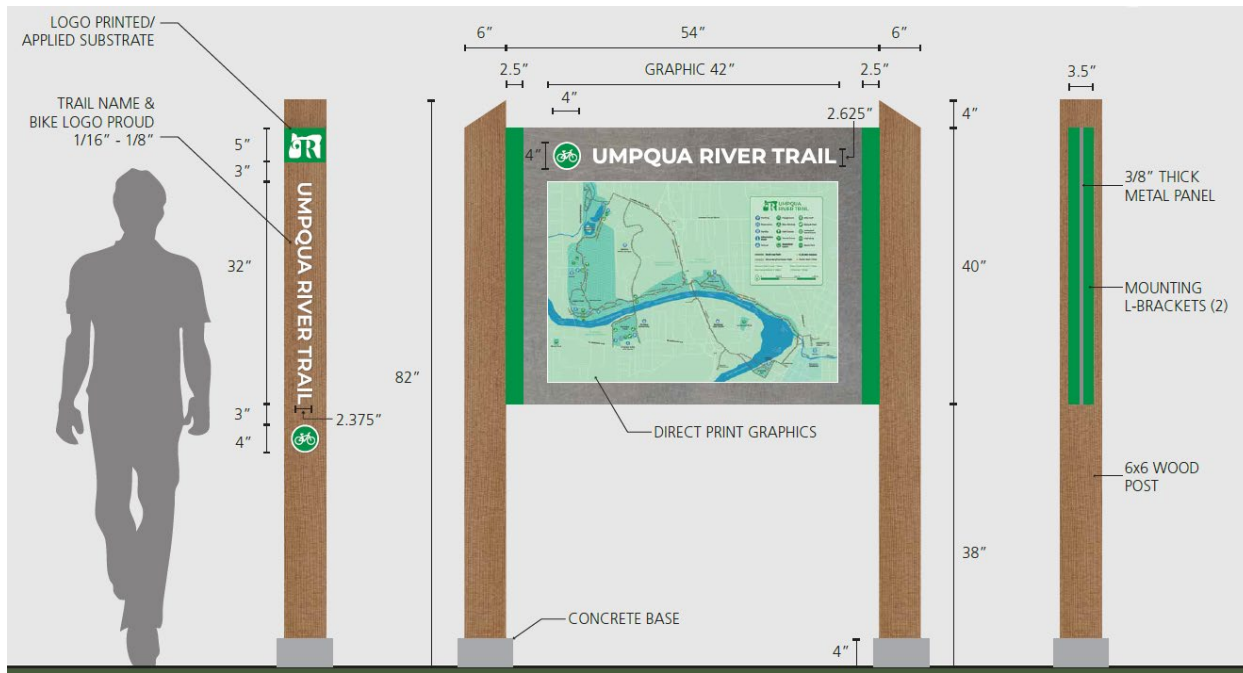 LOGO PRINTED/
APPLIED SUBSTRATE
TRAIL NAME &
BIKE LOGO PROUD
1/16” - 1/8”
5”
3”
32”
3”
4”
2.375”
R
UMPQUA RIVER TRAIL
82”
6”
54”
6”
2.5”
GRAPHIC 42”
2.5”
4”
2.625”
4”
UMPQUA RIVER TRAIL
UMPQUA
RIVER TRAIL
DIRECT PRINT GRAPHICS
CONCRETE BASE
4”
4”
40”
38”
3.5”
3/8” THICK
METAL PANEL
MOUNTING
L-BRACKETS (2)
6x6 WOOD
POST